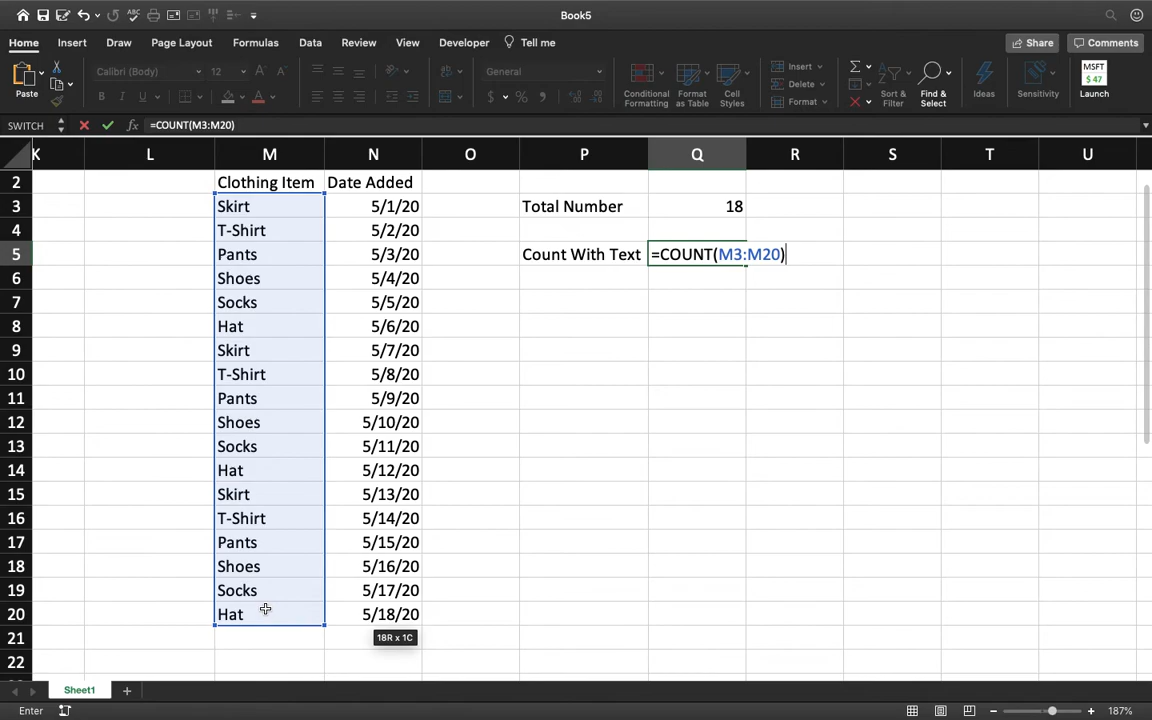 Book5
Home Insert Draw Page Layout Formulas Data Review View Developer Tell me Share Comments
Paste Calibri (Body) 12 General Conditional Formatting Format as Table Cell Styles Insert Delete Format Sort & Filter Find & Select Ideas Sensitivity MSFT $ 47 Launch
SWITCH fx =COUNT(M3:M20)
K L M N O P Q R S T U
2 Clothing Item Date Added
3 Skirt 5/1/20 Total Number 18
4 T-Shirt 5/2/20
5 Pants 5/3/20 Count With Text =COUNT(M3:M20)
6 Shoes 5/4/20
7 Socks 5/5/20
8 Hat 5/6/20
9 Skirt 5/7/20
10 T-Shirt 5/8/20
11 Pants 5/9/20
12 Shoes 5/10/20
13 Socks 5/11/20
14 Hat 5/12/20
15 Skirt 5/13/20
16 T-Shirt 5/14/20
17 Pants 5/15/20
18 Shoes 5/16/20
19 Socks 5/17/20
20 Hat 5/18/20
21 18R x 1C
22
Sheet1
Enter 187%